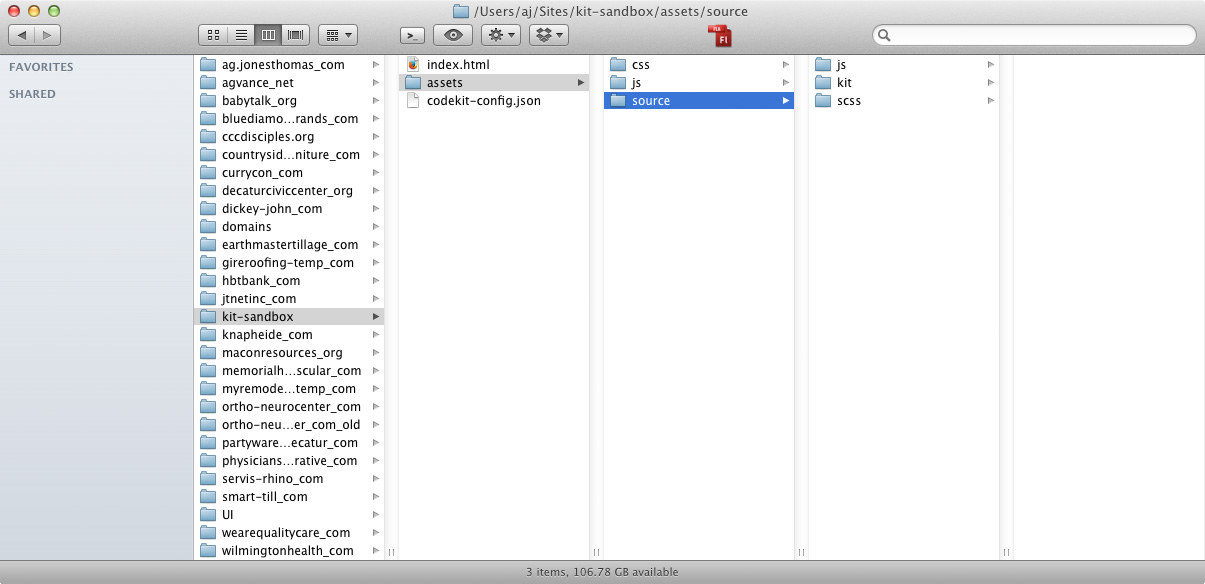 /Users/aj/Sites/kit-sandbox/assets/source
FAVORITES
SHARED
ag.jonesthomas_com
agvance_net
babytalk_org
bluediamo...rands_com
cccdisciples.org
countrysid...niture_com
currycon_com
decaturciviccenter_org
dickey-john_com
domains
earthmastertillage_com
gireroofing-temp_com
hbtbank_com
jtnetinc_com
kit-sandbox
knapheide_com
maconresources_org
memorialh...scular_com
myremode...temp_com
ortho-neurocenter_com
ortho-neu...er_com_old
partyware...ecatur_com
physicians...rative_com
servis-rhino_com
smart-till_com
UI
wearequalitycare_com
wilmingtonhealth_com
index.html
assets
codekit-config.json
css
js
source
js
kit
scss
3 items, 106.78 GB available